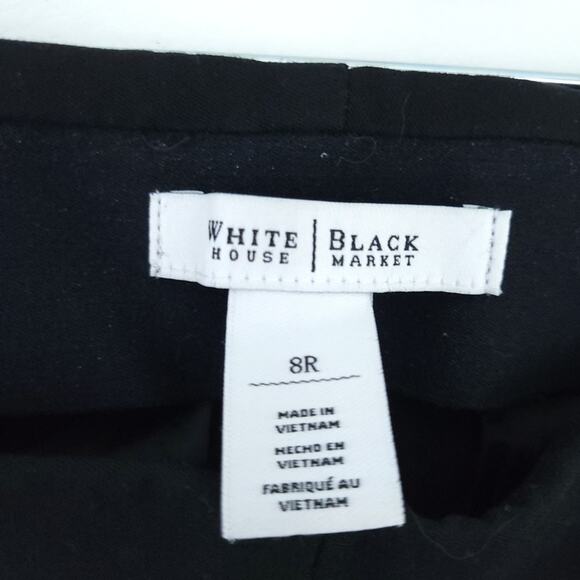 WHITE | BLACK
HOUSE | MARKET
8R
MADE IN
VIETNAM
HECHO EN
VIETNAM
FABRIQUÉ AU
VIETNAM